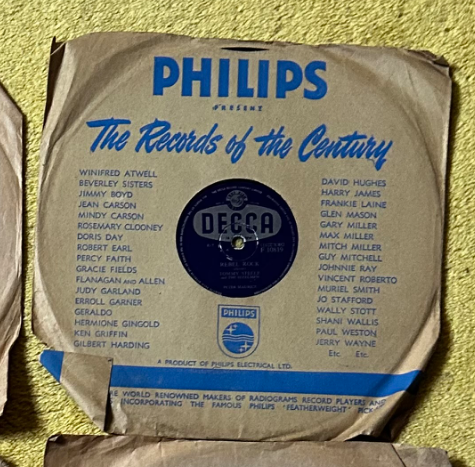 PHILIPS
PRESENT
The Records of the Century
WINIFRED ATWELL
BEVERLEY SISTERS
JIMMY BOYD
JEAN CARSON
MINDY CARSON
ROSEMARY CLOONEY
DORIS DAY
ROBERT EARL
PERCY FAITH
GRACIE FIELDS
FLANAGAN AND ALLEN
JUDY GARLAND
ERROLL GARNER
GERALDO
HERMIONE GINGOLD
KEN GRIFFIN
GILBERT HARDING
DECCA
REBEL ROCK
DAVID HUGHES
HARRY JAMES
FRANKIE LAINE
GLEN MASON
GARY MILLER
MAX MILLER
MITCH MILLER
GUY MITCHELL
JOHNNIE RAY
VINCENT ROBERTO
MURIEL SMITH
JO STAFFORD
WALLY STOTT
SHANI WALLIS
PAUL WESTON
JERRY WAYNE
Etc. Etc.
PHILIPS
A PRODUCT OF PHILIPS ELECTRICAL LTD.
WORLD RENOWNED MAKERS OF RADIOGRAMS RECORD PLAYERS AND
INCORPORATING THE FAMOUS PHILIPS "FEATHERWEIGHT"